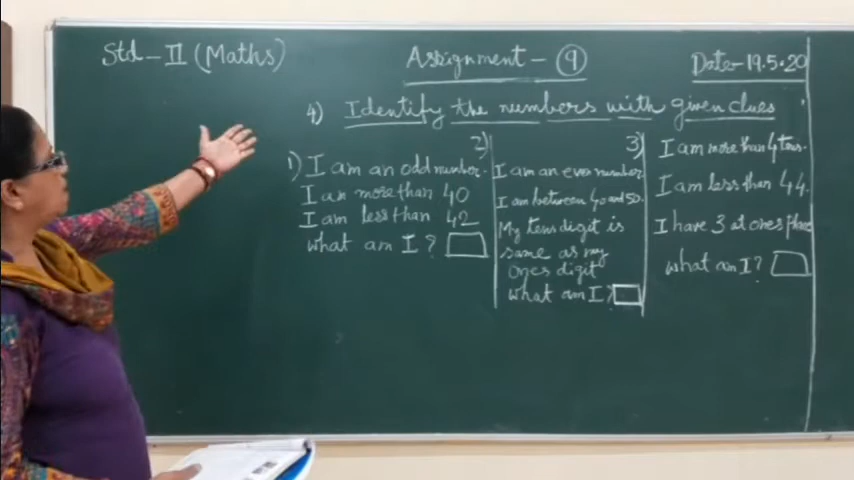 Std-II (Maths)
Assignment - 9
Date-19.5.20
4) Identify the numbers with given clues
1) I am an odd number.
I am more than 40
I am less than 42
what am I?
2)
I am an even number
I am between 40 and 50.
My tens digit is
same as my
ones digit
what am I?
3)
I am more than 4 tens.
I am less than 44.
I have 3 at ones place
what am I?